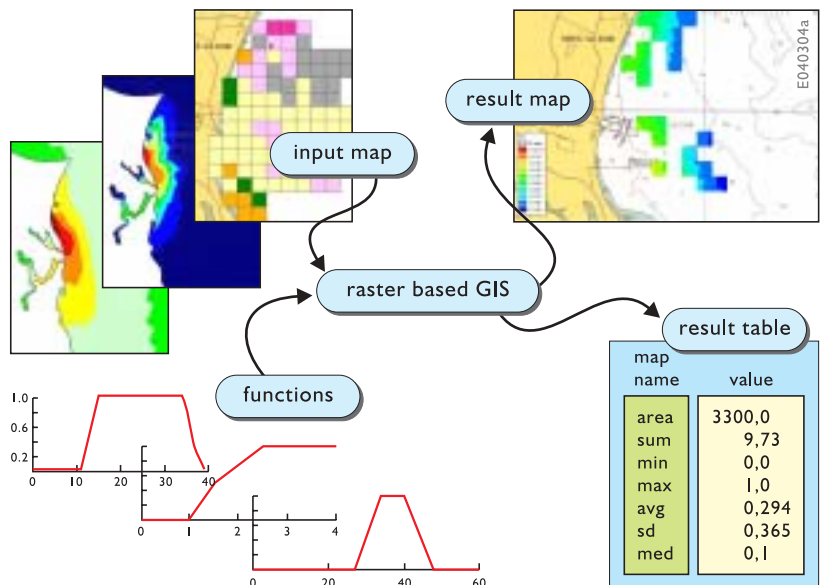 E040304a
result map
input map
raster based GIS
result table
functions
map
name value
area 3300,0
sum 9,73
min 0,0
max 1,0
avg 0,294
sd 0,365
med 0,1
1.0
0.6
0.2
0 10 20 30 40
0 1 2 3 4
0 20 40 60